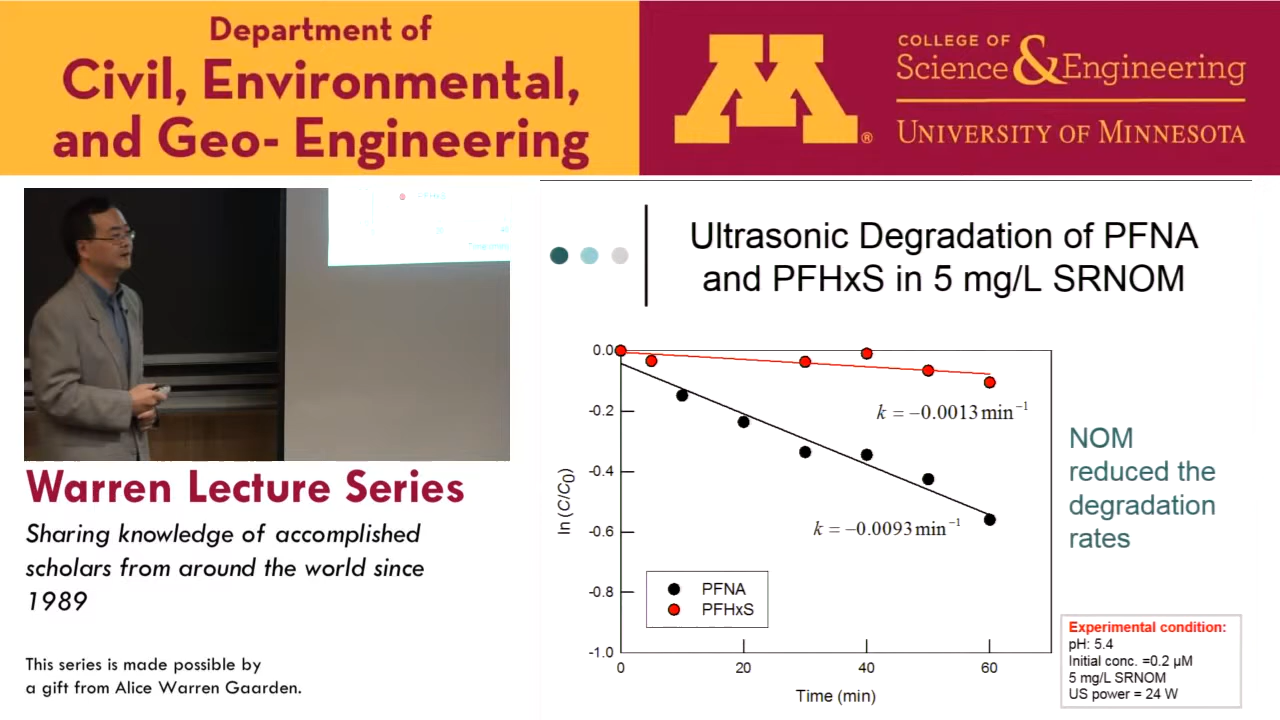 Department of
Civil, Environmental,
and Geo- Engineering
M®
COLLEGE OF
Science & Engineering
UNIVERSITY OF MINNESOTA
Warren Lecture Series
Sharing knowledge of accomplished
scholars from around the world since
1989
This series is made possible by
a gift from Alice Warren Gaarden.
Ultrasonic Degradation of PFNA
and PFHxS in 5 mg/L SRNOM
0.0
-0.2
-0.4
-0.6
-0.8
-1.0
ln (C/C₀)
k = −0.0013 min⁻¹
k = −0.0093 min⁻¹
PFNA
PFHxS
0 20 40 60
Time (min)
NOM
reduced the
degradation
rates
Experimental condition:
pH: 5.4
Initial conc. =0.2 µM
5 mg/L SRNOM
US power = 24 W